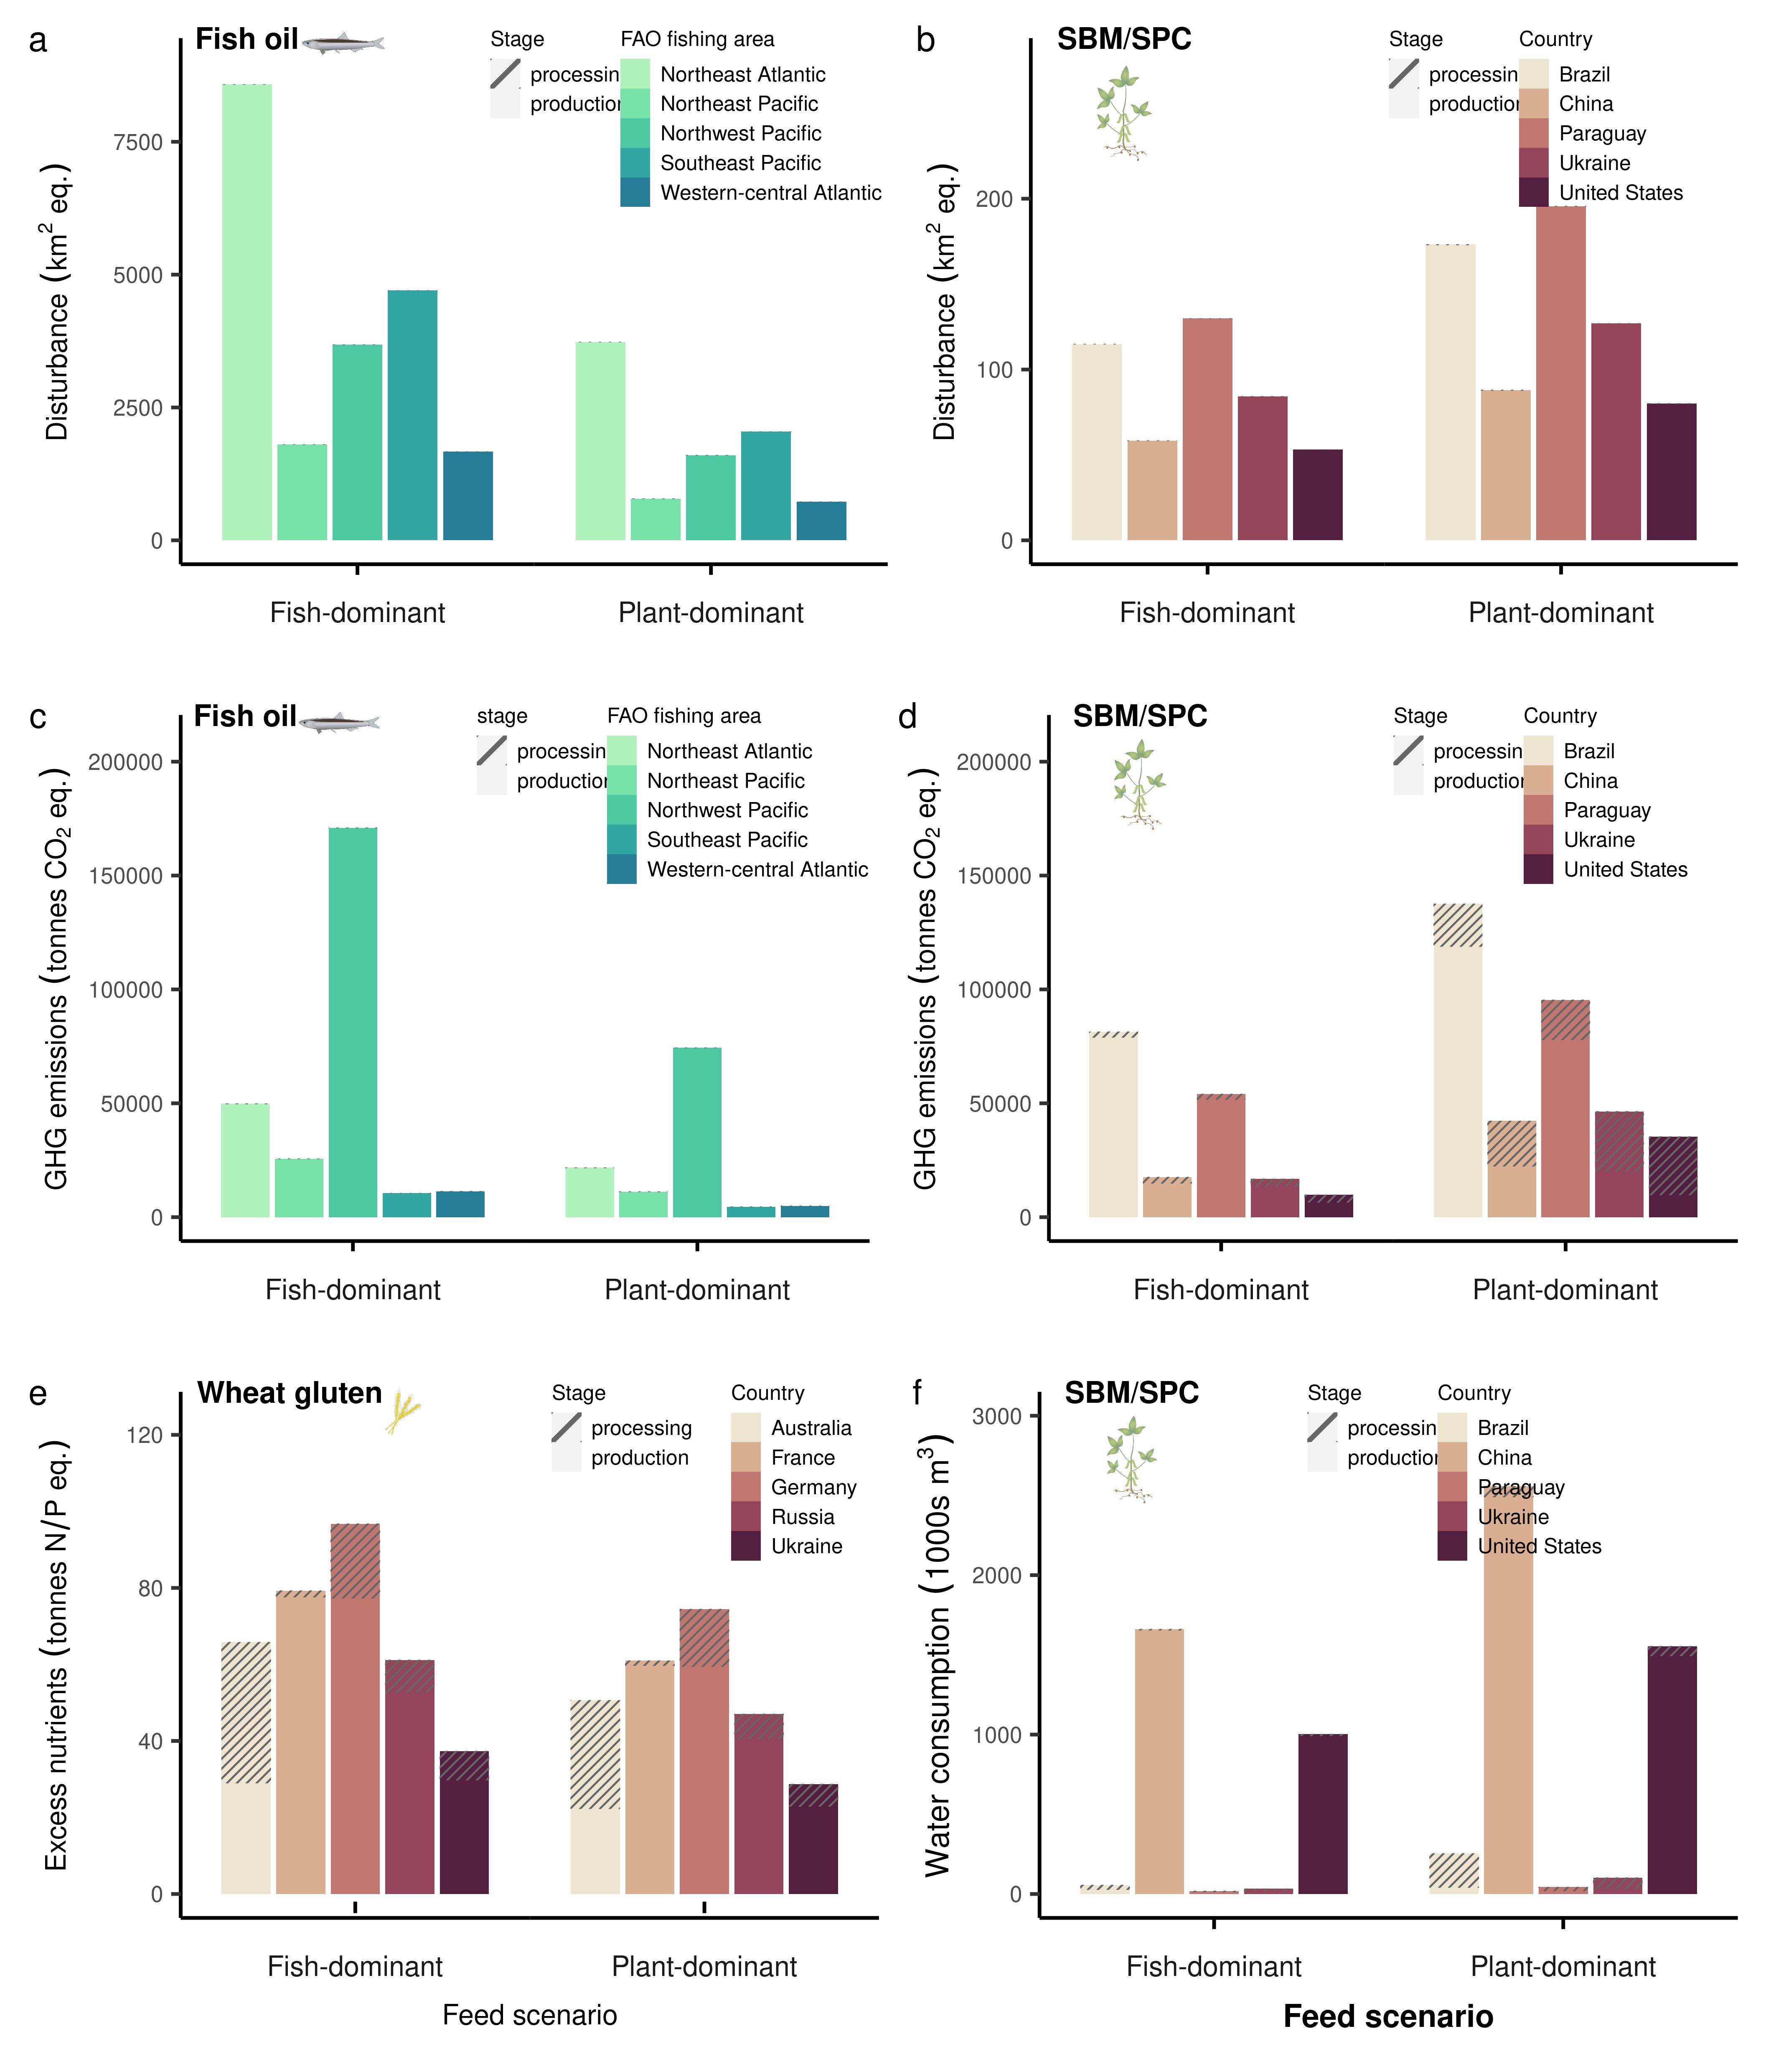 a
Fish oil
Stage
processin
production
FAO fishing area
Northeast Atlantic
Northeast Pacific
Northwest Pacific
Southeast Pacific
Western-central Atlantic
Disturbance (km² eq.)
7500
5000
2500
0
Fish-dominant
Plant-dominant
b
SBM/SPC
Stage
processin
production
Country
Brazil
China
Paraguay
Ukraine
United States
Disturbance (km² eq.)
200
100
0
Fish-dominant
Plant-dominant
c
Fish oil
stage
processin
production
FAO fishing area
Northeast Atlantic
Northeast Pacific
Northwest Pacific
Southeast Pacific
Western-central Atlantic
GHG emissions (tonnes CO₂ eq.)
200000
150000
100000
50000
0
Fish-dominant
Plant-dominant
d
SBM/SPC
Stage
processin
production
Country
Brazil
China
Paraguay
Ukraine
United States
GHG emissions (tonnes CO₂ eq.)
200000
150000
100000
50000
0
Fish-dominant
Plant-dominant
e
Wheat gluten
Stage
processing
production
Country
Australia
France
Germany
Russia
Ukraine
Excess nutrients (tonnes N/P eq.)
120
80
40
0
Fish-dominant
Plant-dominant
Feed scenario
f
SBM/SPC
Stage
processin
production
Country
Brazil
China
Paraguay
Ukraine
United States
Water consumption (1000s m³)
3000
2000
1000
0
Fish-dominant
Plant-dominant
Feed scenario